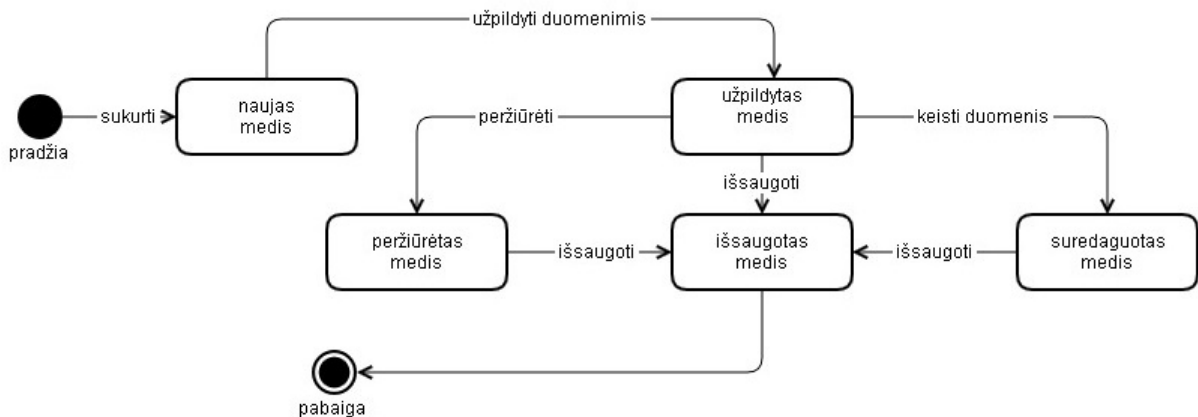 užpildyti duomenimis
naujas
medis
užpildytas
medis
sukurti
peržiūrėti
keisti duomenis
pradžia
išsaugoti
peržiūrėtas
medis
išsaugoti
išsaugotas
medis
išsaugoti
suredaguotas
medis
pabaiga